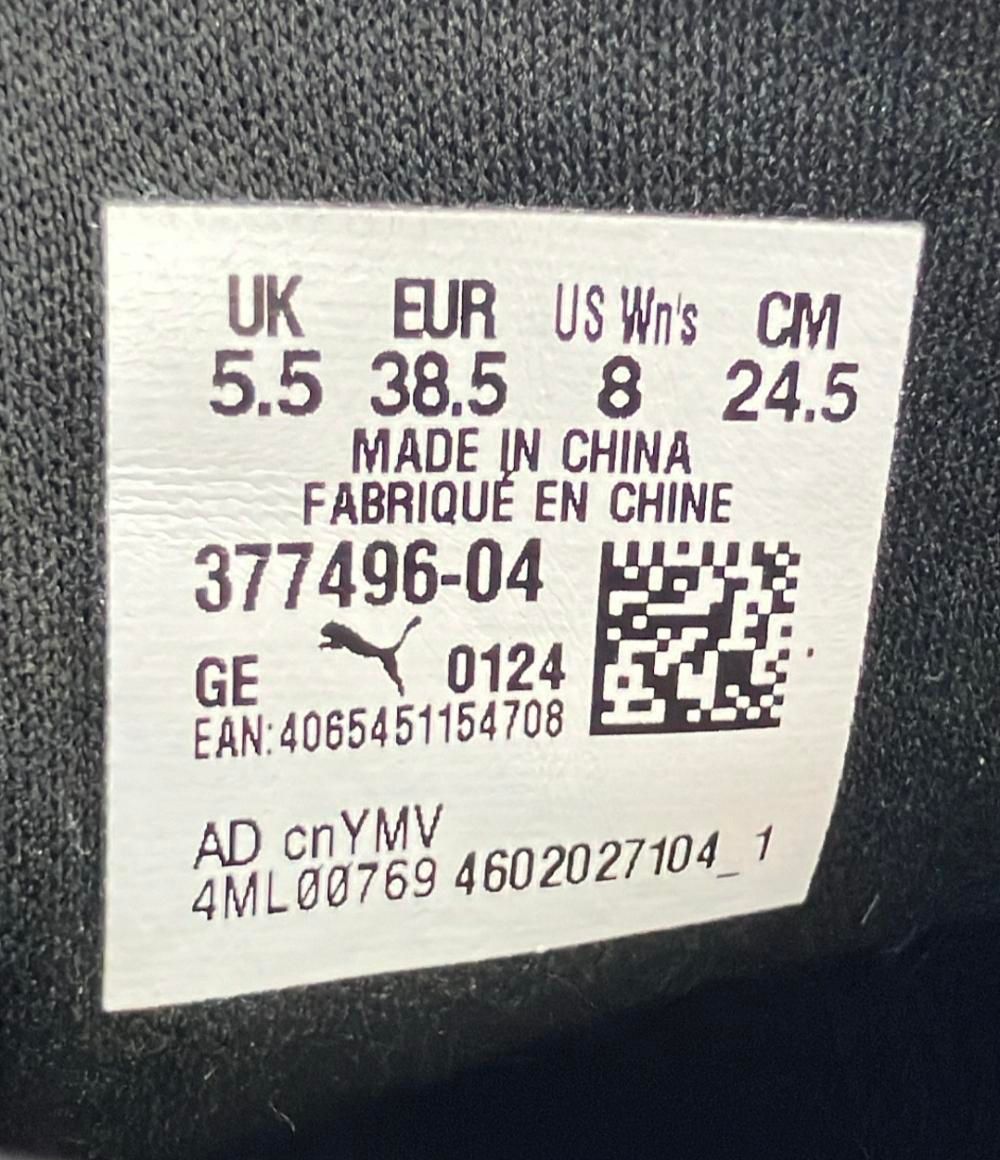 UK EUR US Wn's CM
5.5 38.5 8 24.5
MADE IN CHINA
FABRIQUÉ EN CHINE
377496-04
GE 0124
EAN:4065451154708
AD cnYMV
4ML00769 4602027104_1